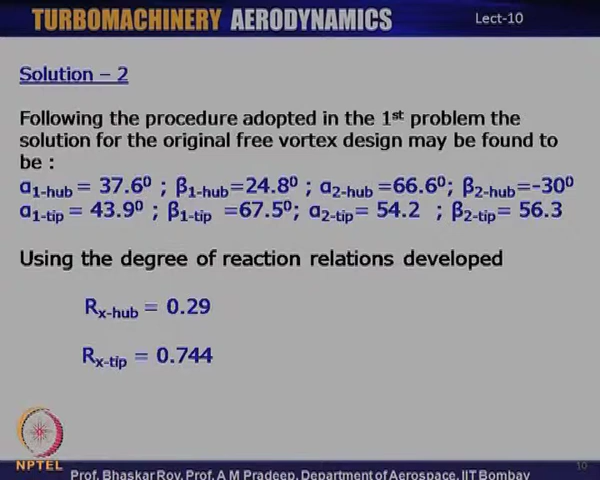 TURBOMACHINERY AERODYNAMICS
Lect-10
Solution – 2
Following the procedure adopted in the 1st problem the
solution for the original free vortex design may be found to
be :
α1-hub = 37.6⁰ ; β1-hub=24.8⁰ ; α2-hub =66.6⁰; β2-hub=-30⁰
α1-tip = 43.9⁰ ; β1-tip =67.5⁰; α2-tip= 54.2 ; β2-tip= 56.3
Using the degree of reaction relations developed
Rx-hub = 0.29
Rx-tip = 0.744
NPTEL
10
Prof. Bhaskar Roy, Prof. A M Pradeep, Department of Aerospace, IIT Bombay